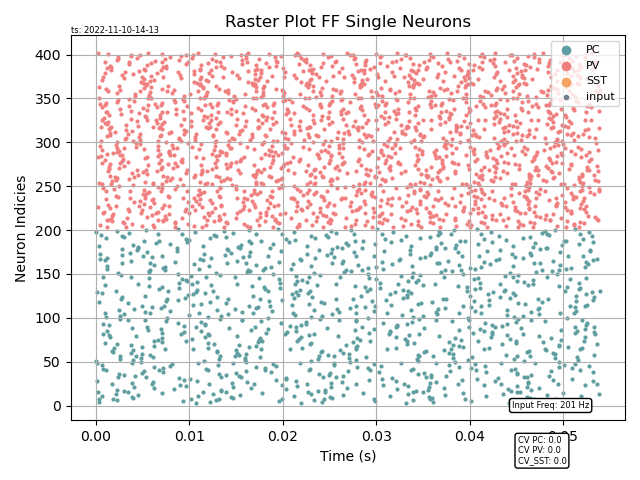 Raster Plot FF Single Neurons
ts: 2022-11-10-14-13
PC
PV
SST
input
400
350
300
250
200
150
100
50
0
Neuron Indicies
Input Freq: 201 Hz
0.00 0.01 0.02 0.03 0.04 0.05
Time (s)
CV PC: 0.0
CV PV: 0.0
CV_SST: 0.0